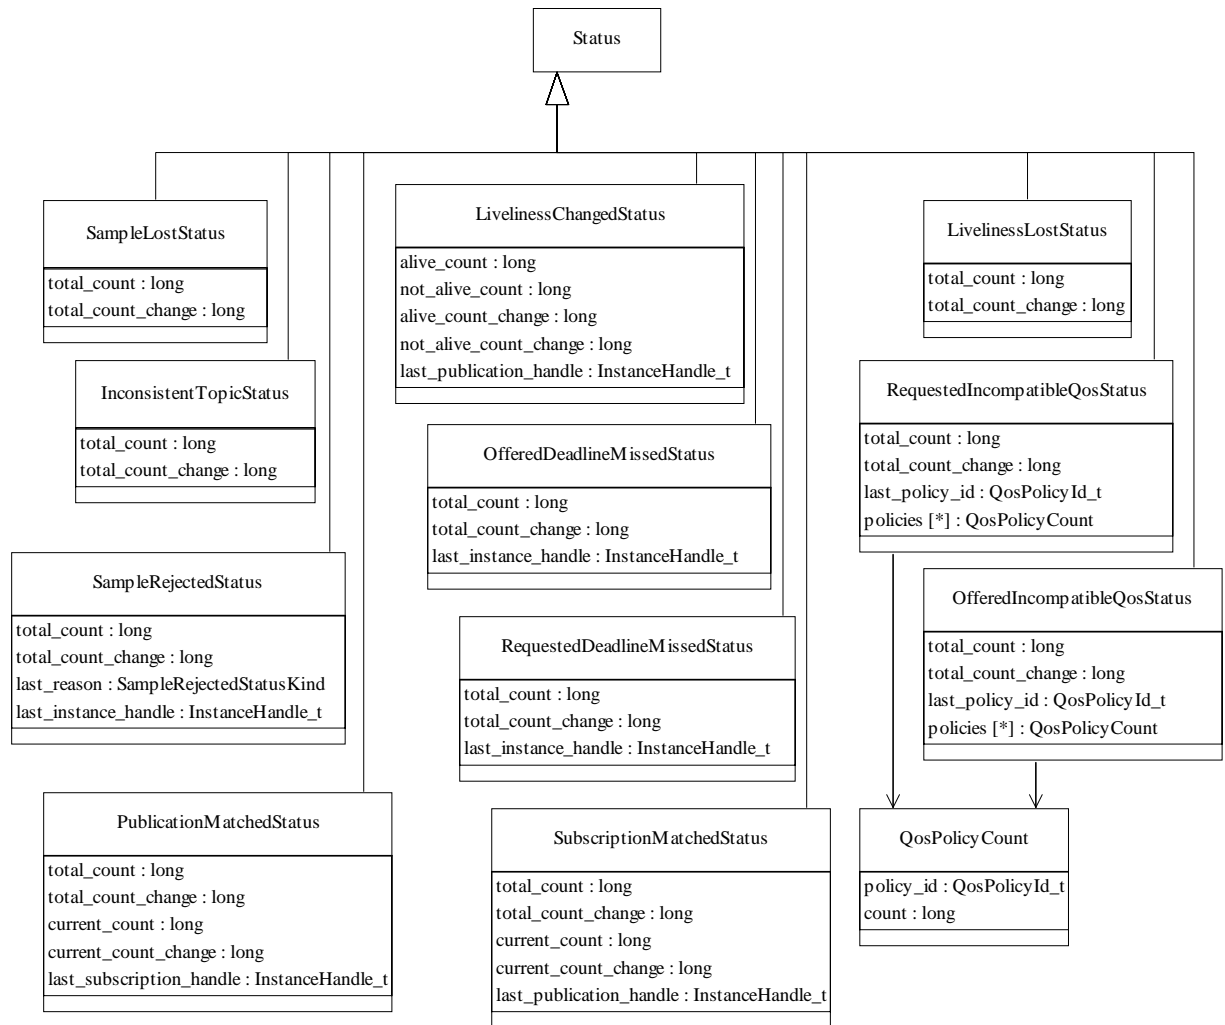 Status
SampleLostStatus
total_count : long
total_count_change : long
InconsistentTopicStatus
total_count : long
total_count_change : long
SampleRejectedStatus
total_count : long
total_count_change : long
last_reason : SampleRejectedStatusKind
last_instance_handle : InstanceHandle_t
PublicationMatchedStatus
total_count : long
total_count_change : long
current_count : long
current_count_change : long
last_subscription_handle : InstanceHandle_t
LivelinessChangedStatus
alive_count : long
not_alive_count : long
alive_count_change : long
not_alive_count_change : long
last_publication_handle : InstanceHandle_t
OfferedDeadlineMissedStatus
total_count : long
total_count_change : long
last_instance_handle : InstanceHandle_t
RequestedDeadlineMissedStatus
total_count : long
total_count_change : long
last_instance_handle : InstanceHandle_t
SubscriptionMatchedStatus
total_count : long
total_count_change : long
current_count : long
current_count_change : long
last_publication_handle : InstanceHandle_t
LivelinessLostStatus
total_count : long
total_count_change : long
RequestedIncompatibleQosStatus
total_count : long
total_count_change : long
last_policy_id : QosPolicyId_t
policies [*] : QosPolicyCount
OfferedIncompatibleQosStatus
total_count : long
total_count_change : long
last_policy_id : QosPolicyId_t
policies [*] : QosPolicyCount
QosPolicyCount
policy_id : QosPolicyId_t
count : long